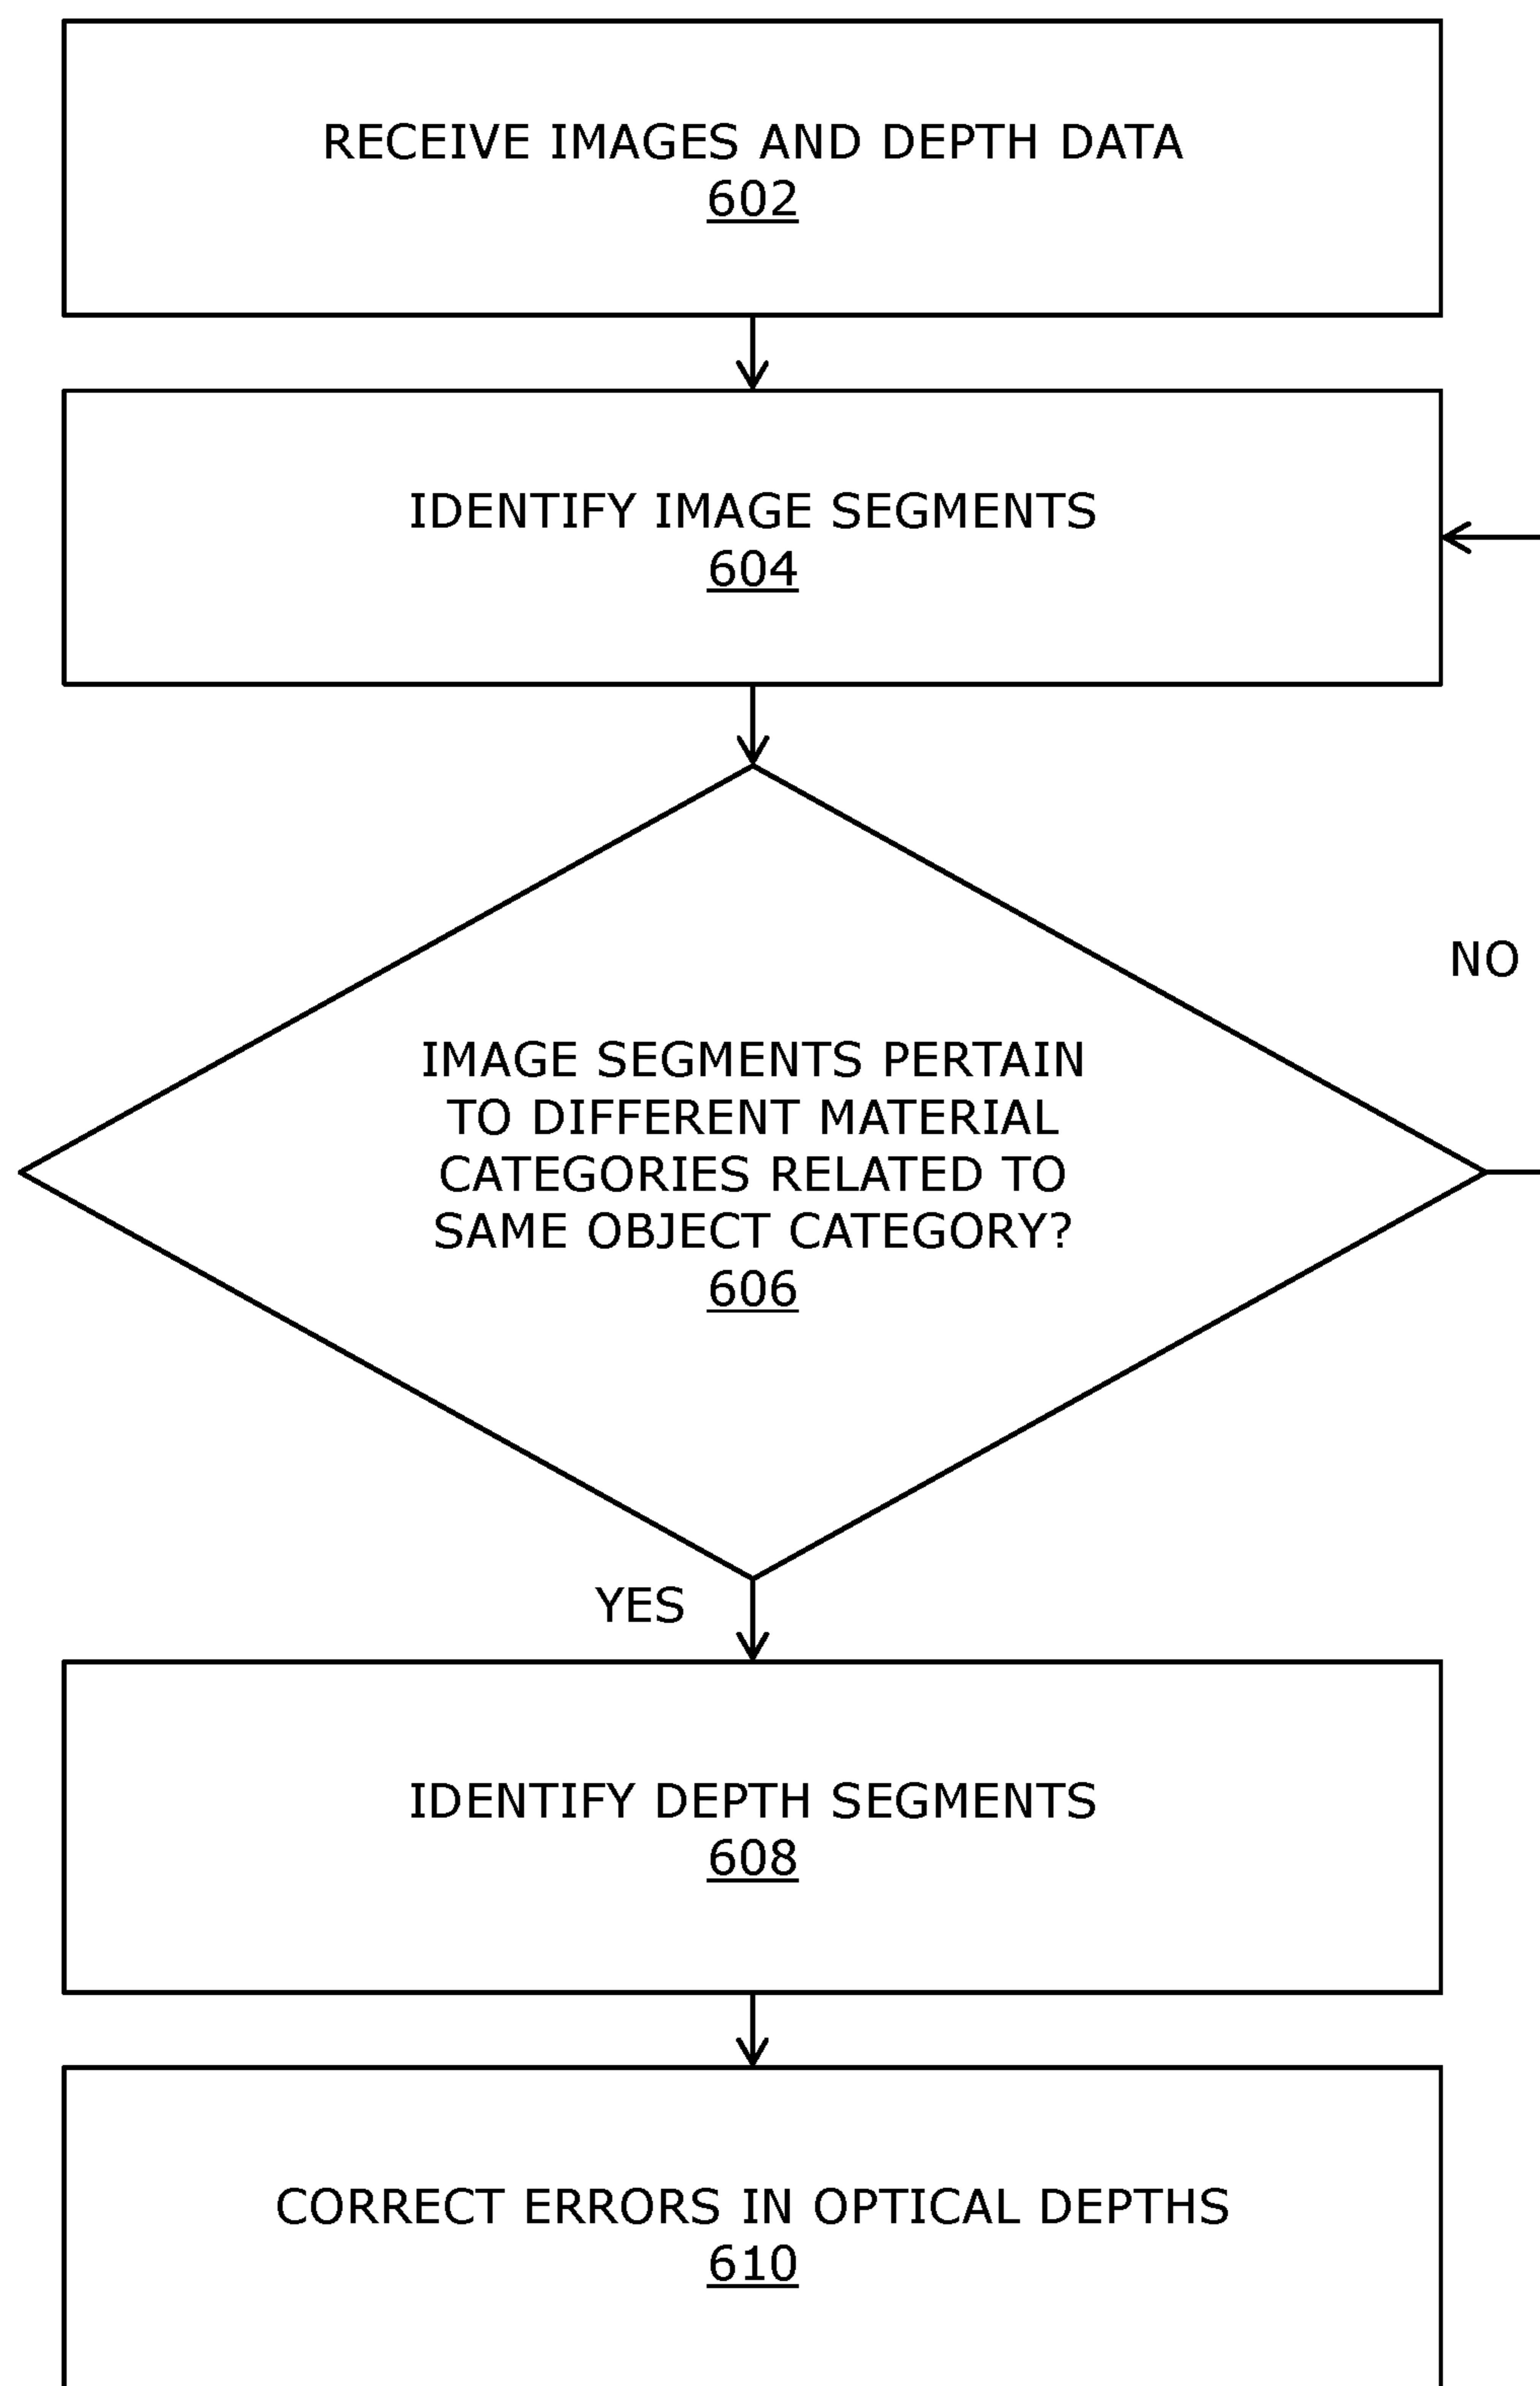 RECEIVE IMAGES AND DEPTH DATA
602
IDENTIFY IMAGE SEGMENTS
604
NO
IMAGE SEGMENTS PERTAIN
TO DIFFERENT MATERIAL
CATEGORIES RELATED TO
SAME OBJECT CATEGORY?
606
YES
IDENTIFY DEPTH SEGMENTS
608
CORRECT ERRORS IN OPTICAL DEPTHS
610